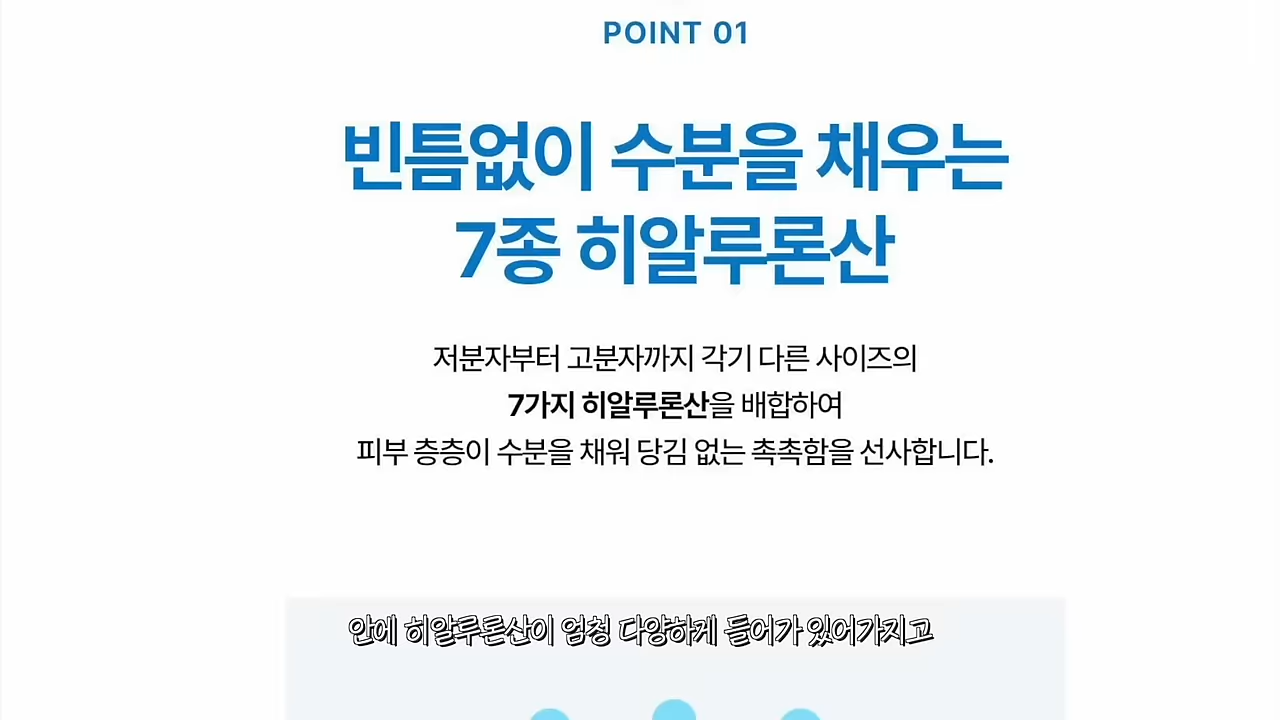 POINT 01
빈틈없이 수분을 채우는
7종 히알루론산
저분자부터 고분자까지 각기 다른 사이즈의
7가지 히알루론산을 배합하여
피부 층층이 수분을 채워 당김 없는 촉촉함을 선사합니다.
안에 히알루론산이 엄청 다양하게 들어가 있어가지고